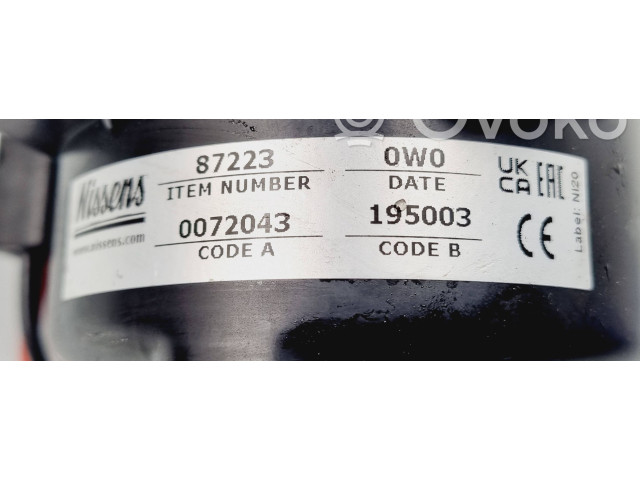 Ovoko
Nissens
www.nissens.com
87223
ITEM NUMBER
0W0
DATE
0072043
CODE A
195003
CODE B
UK
CA
EAC
CE
Label: NI20